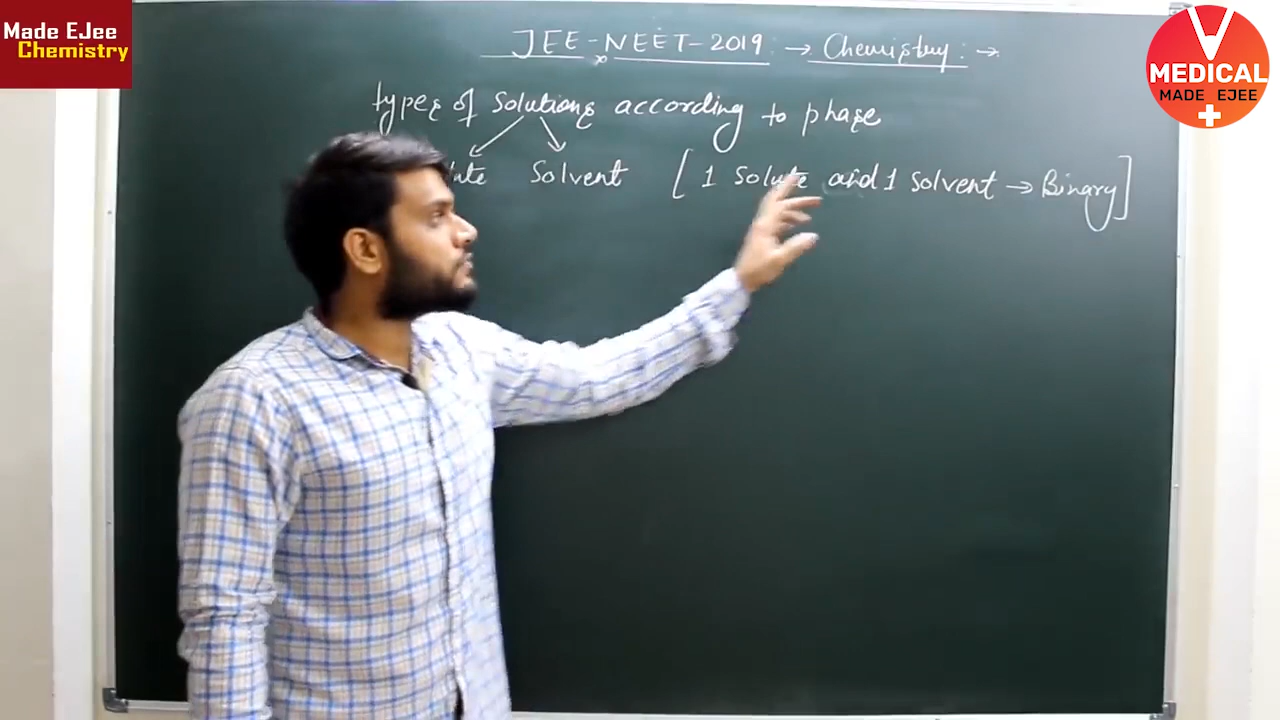 Made EJee
Chemistry
V
MEDICAL
MADE EJEE
JEE - NEET - 2019 → Chemistry : →
types of Solutions according to phase
Solvent [ 1 Solute and 1 Solvent → Binary ]